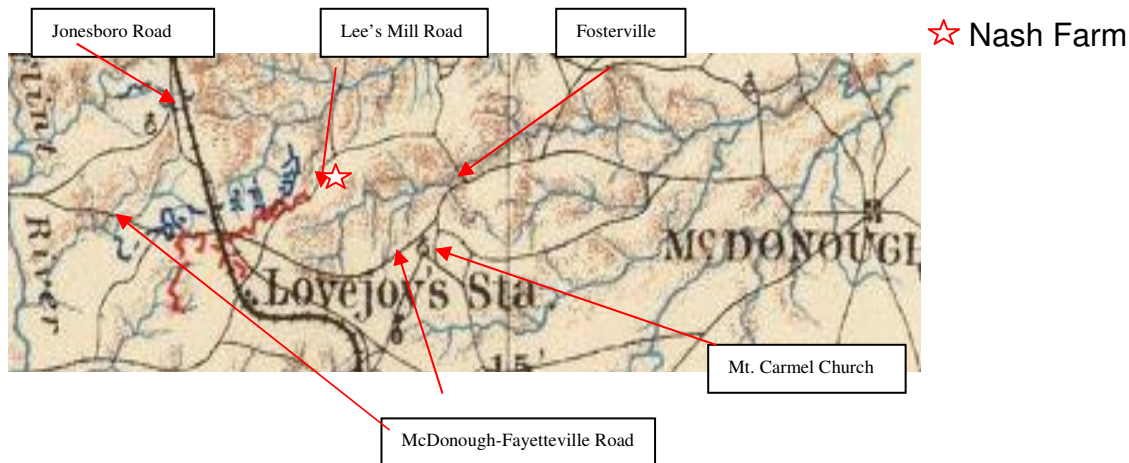 Jonesboro Road
Lee's Mill Road
Fosterville
Nash Farm
Flint
River
McDONOUGH
Lovejoy's Sta.
15'
Mt. Carmel Church
McDonough-Fayetteville Road